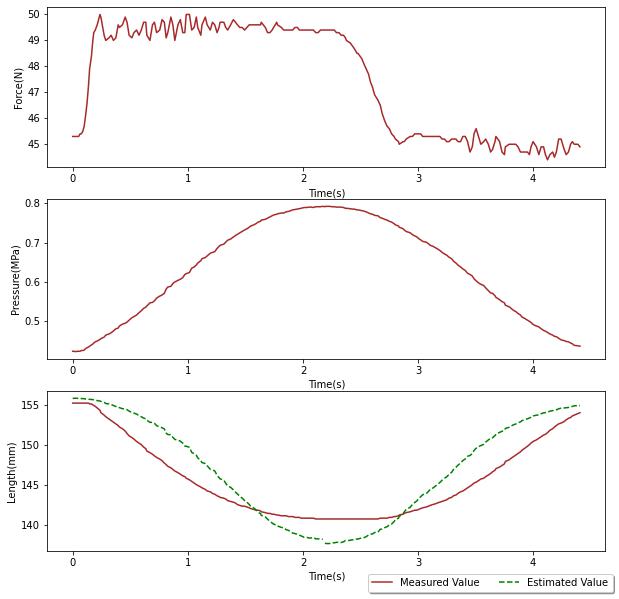 50
49
48
47
46
45
Force(N)
0 1 2 3 4
Time(s)
0.8
0.7
0.6
0.5
Pressure(MPa)
0 1 2 3 4
Time(s)
155
150
145
140
Length(mm)
0 1 2 3 4
Time(s)
Measured Value Estimated Value